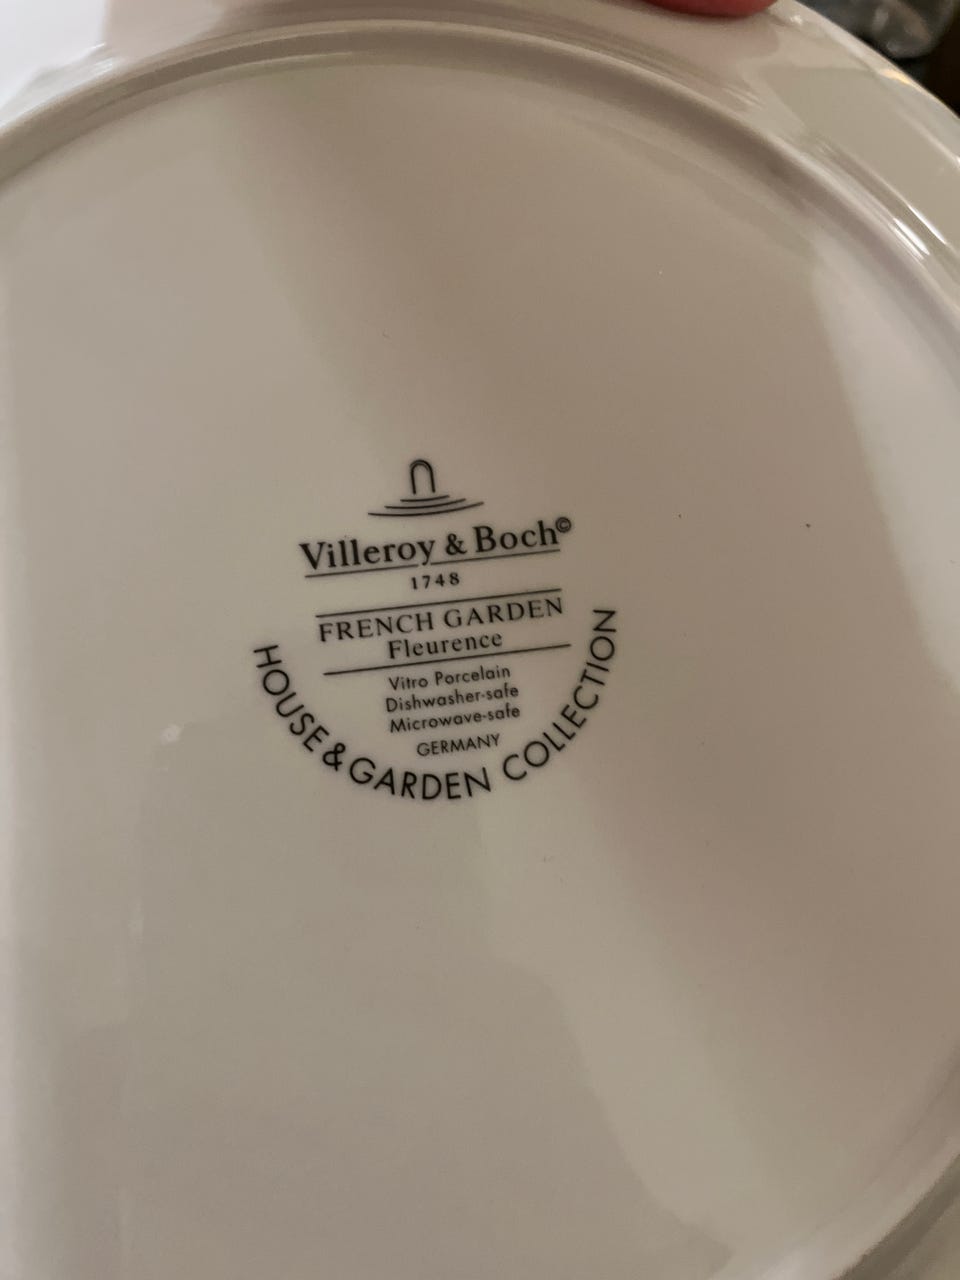 Villeroy & Boch©
1748
FRENCH GARDEN
Fleurence
Vitro Porcelain
Dishwasher-safe
Microwave-safe
GERMANY
HOUSE & GARDEN COLLECTION